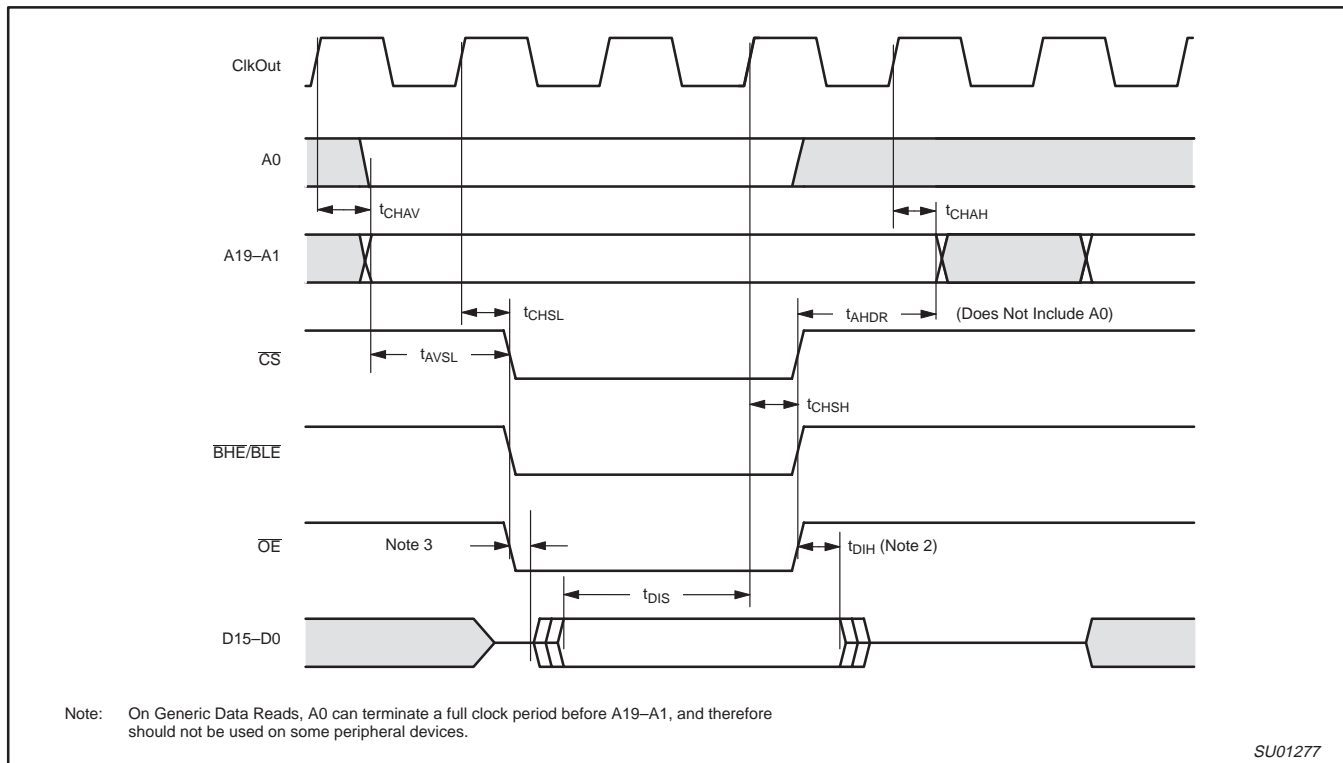 ClkOut
A0
tCHAV
tCHAH
A19–A1
tCHSL
tAHDR (Does Not Include A0)
CS
tAVSL
tCHSH
BHE/BLE
OE
Note 3
tDIH (Note 2)
tDIS
D15–D0
Note: On Generic Data Reads, A0 can terminate a full clock period before A19–A1, and therefore
should not be used on some peripheral devices.
SU01277